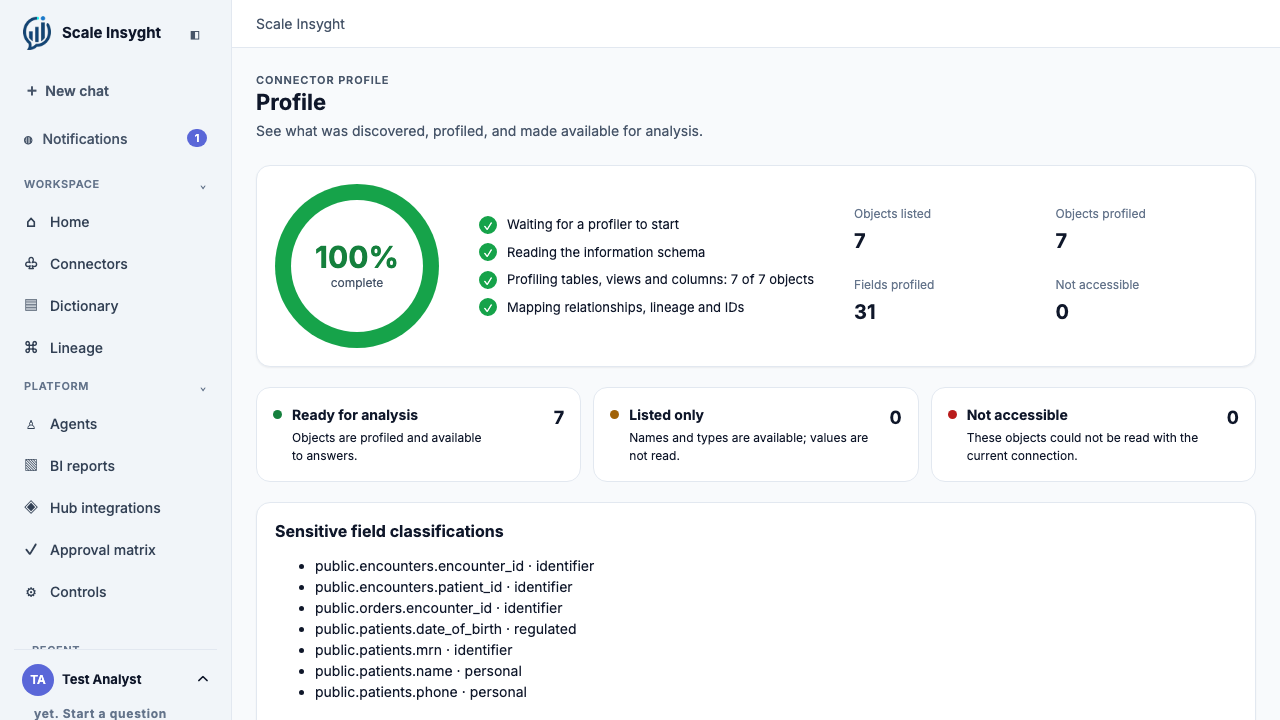 Scale Insyght
Scale Insyght
+ New chat
Notifications 1
WORKSPACE
Home
Connectors
Dictionary
Lineage
PLATFORM
Agents
BI reports
Hub integrations
Approval matrix
Controls
RECENT
TA Test Analyst
yet. Start a question
CONNECTOR PROFILE
Profile
See what was discovered, profiled, and made available for analysis.
100%
complete
Waiting for a profiler to start
Reading the information schema
Profiling tables, views and columns: 7 of 7 objects
Mapping relationships, lineage and IDs
Objects listed
7
Objects profiled
7
Fields profiled
31
Not accessible
0
Ready for analysis 7
Objects are profiled and available
to answers.
Listed only 0
Names and types are available; values are
not read.
Not accessible 0
These objects could not be read with the
current connection.
Sensitive field classifications
• public.encounters.encounter_id · identifier
• public.encounters.patient_id · identifier
• public.orders.encounter_id · identifier
• public.patients.date_of_birth · regulated
• public.patients.mrn · identifier
• public.patients.name · personal
• public.patients.phone · personal